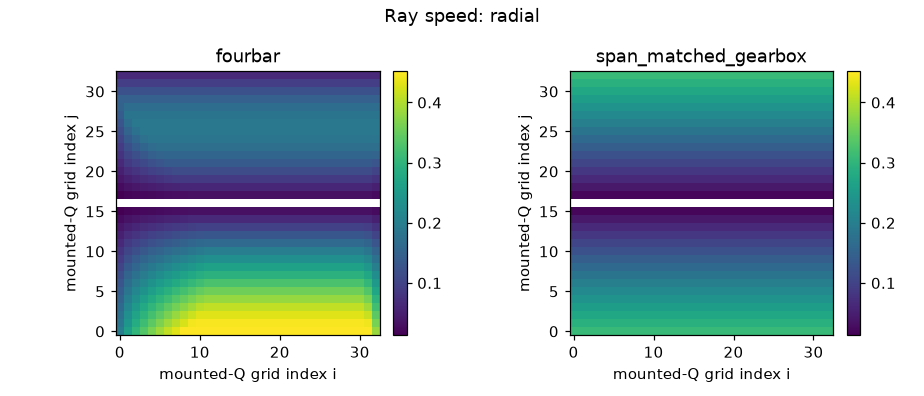 Ray speed: radial
fourbar
span_matched_gearbox
mounted-Q grid index j
30
25
20
15
10
5
0
0 10 20 30
mounted-Q grid index i
0.4
0.3
0.2
0.1
mounted-Q grid index j
30
25
20
15
10
5
0
0 10 20 30
mounted-Q grid index i
0.4
0.3
0.2
0.1